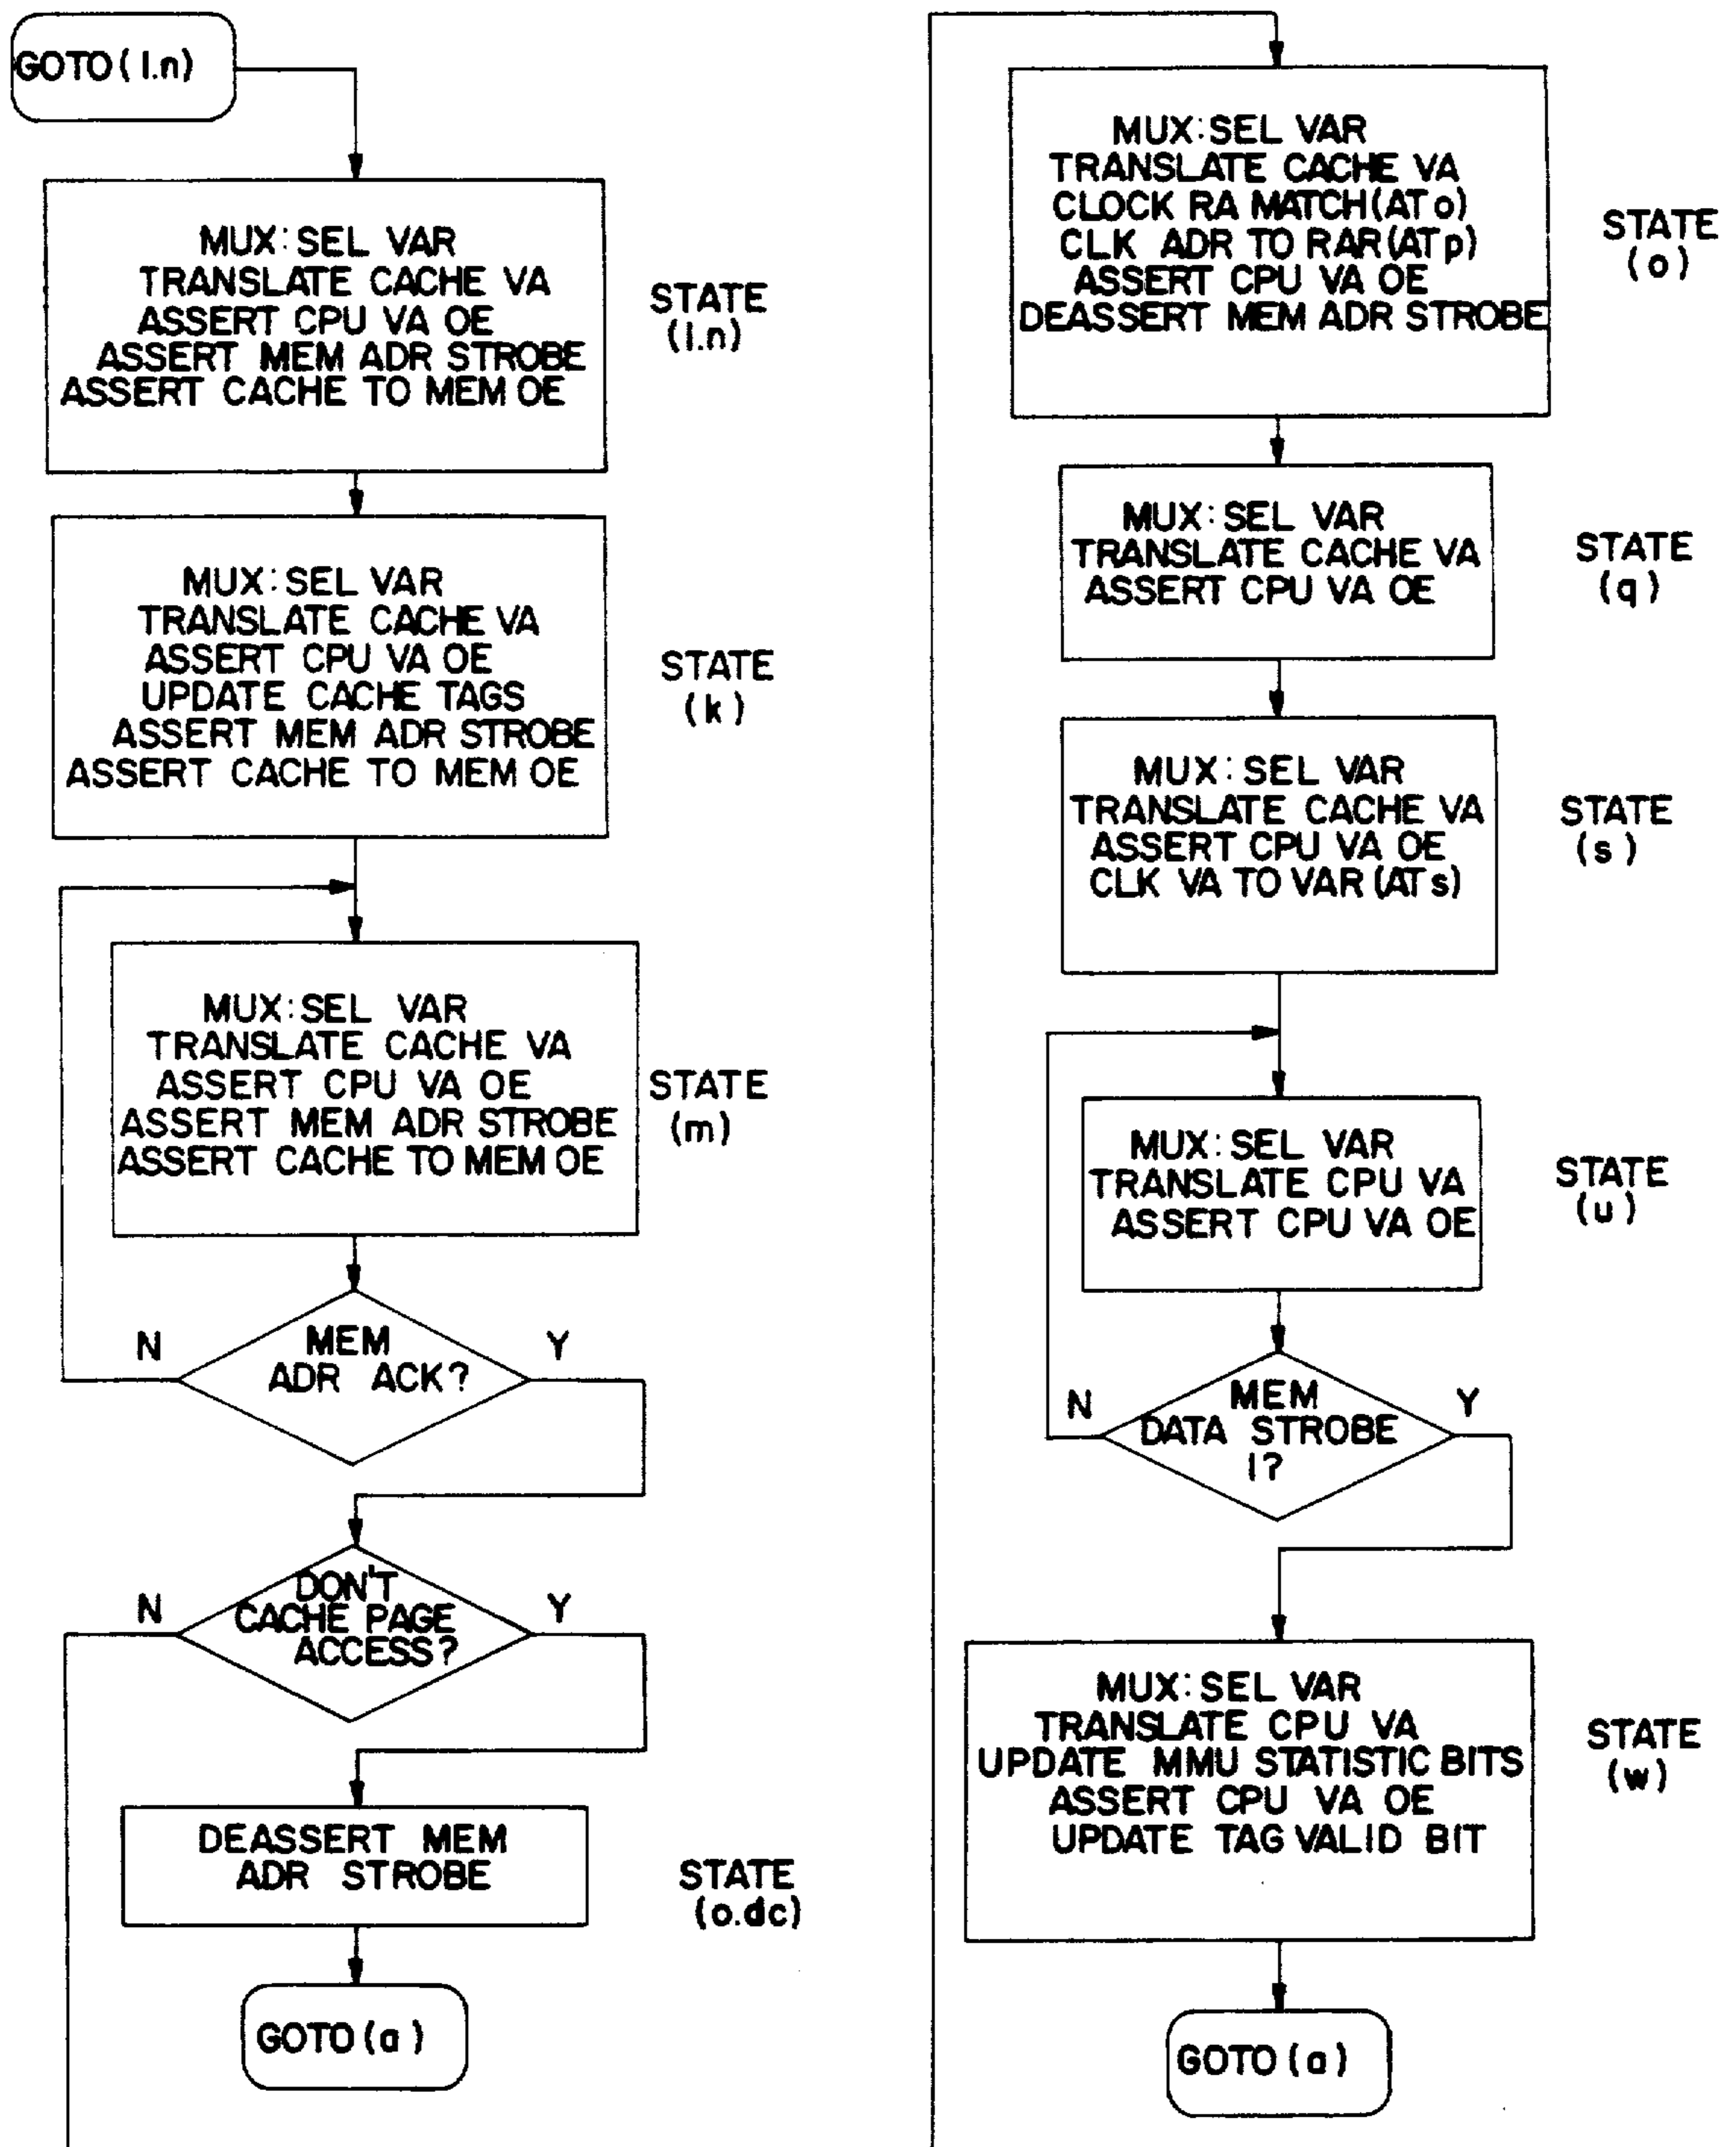 GOTO(l.n)
MUX:SEL VAR
TRANSLATE CACHE VA
ASSERT CPU VA OE
ASSERT MEM ADR STROBE
ASSERT CACHE TO MEM OE
STATE
(l.n)
MUX:SEL VAR
TRANSLATE CACHE VA
ASSERT CPU VA OE
UPDATE CACHE TAGS
ASSERT MEM ADR STROBE
ASSERT CACHE TO MEM OE
STATE
(k)
MUX:SEL VAR
TRANSLATE CACHE VA
ASSERT CPU VA OE
ASSERT MEM ADR STROBE
ASSERT CACHE TO MEM OE
STATE
(m)
MEM
ADR ACK?
N
Y
DON'T
CACHE PAGE
ACCESS?
N
Y
DEASSERT MEM
ADR STROBE
STATE
(o.dc)
GOTO(a)
MUX:SEL VAR
TRANSLATE CACHE VA
CLOCK RA MATCH(AT o)
CLK ADR TO RAR(AT p)
ASSERT CPU VA OE
DEASSERT MEM ADR STROBE
STATE
(o)
MUX:SEL VAR
TRANSLATE CACHE VA
ASSERT CPU VA OE
STATE
(q)
MUX:SEL VAR
TRANSLATE CACHE VA
ASSERT CPU VA OE
CLK VA TO VAR(AT s)
STATE
(s)
MUX:SEL VAR
TRANSLATE CPU VA
ASSERT CPU VA OE
STATE
(u)
MEM
DATA STROBE
1?
N
Y
MUX:SEL VAR
TRANSLATE CPU VA
UPDATE MMU STATISTIC BITS
ASSERT CPU VA OE
UPDATE TAG VALID BIT
STATE
(w)
GOTO(a)